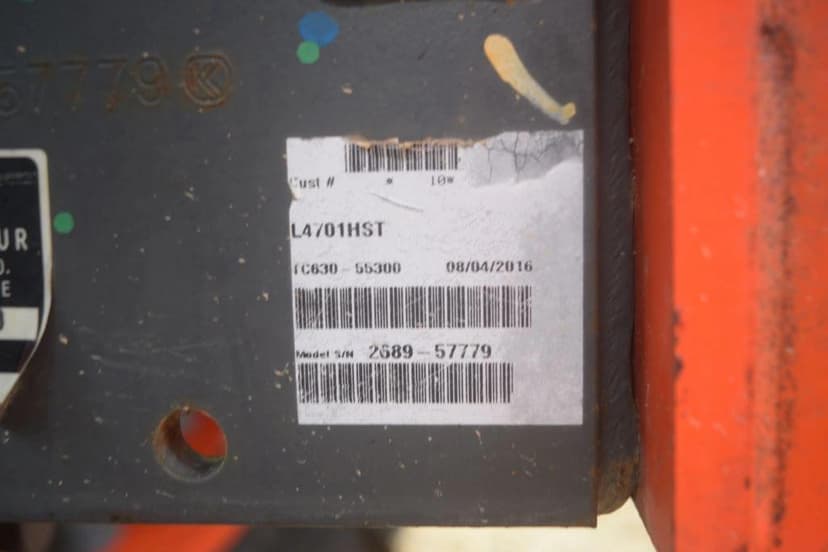 57779 K
Cust # * 10*
L4701HST
TC630-55300 08/04/2016
Model S/N 2689-57779
UR
D.
E